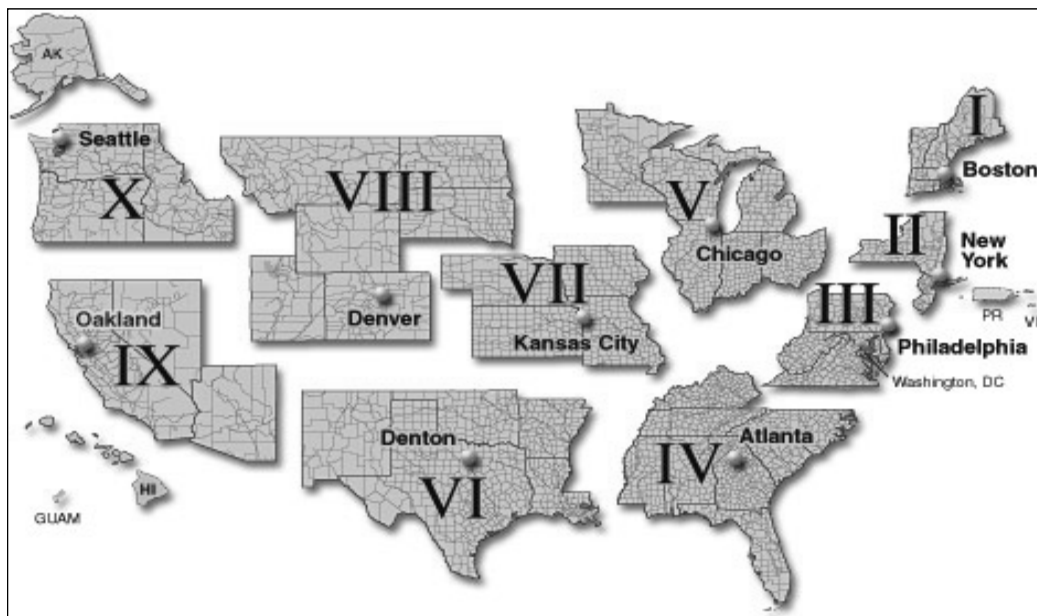 AK
Seattle
X
VIII
V
I
Boston
II
New
York
Chicago
VII
III
PR
Oakland
Denver
Kansas City
Philadelphia
IX
Washington, DC
Denton
Atlanta
IV
VI
HI
GUAM